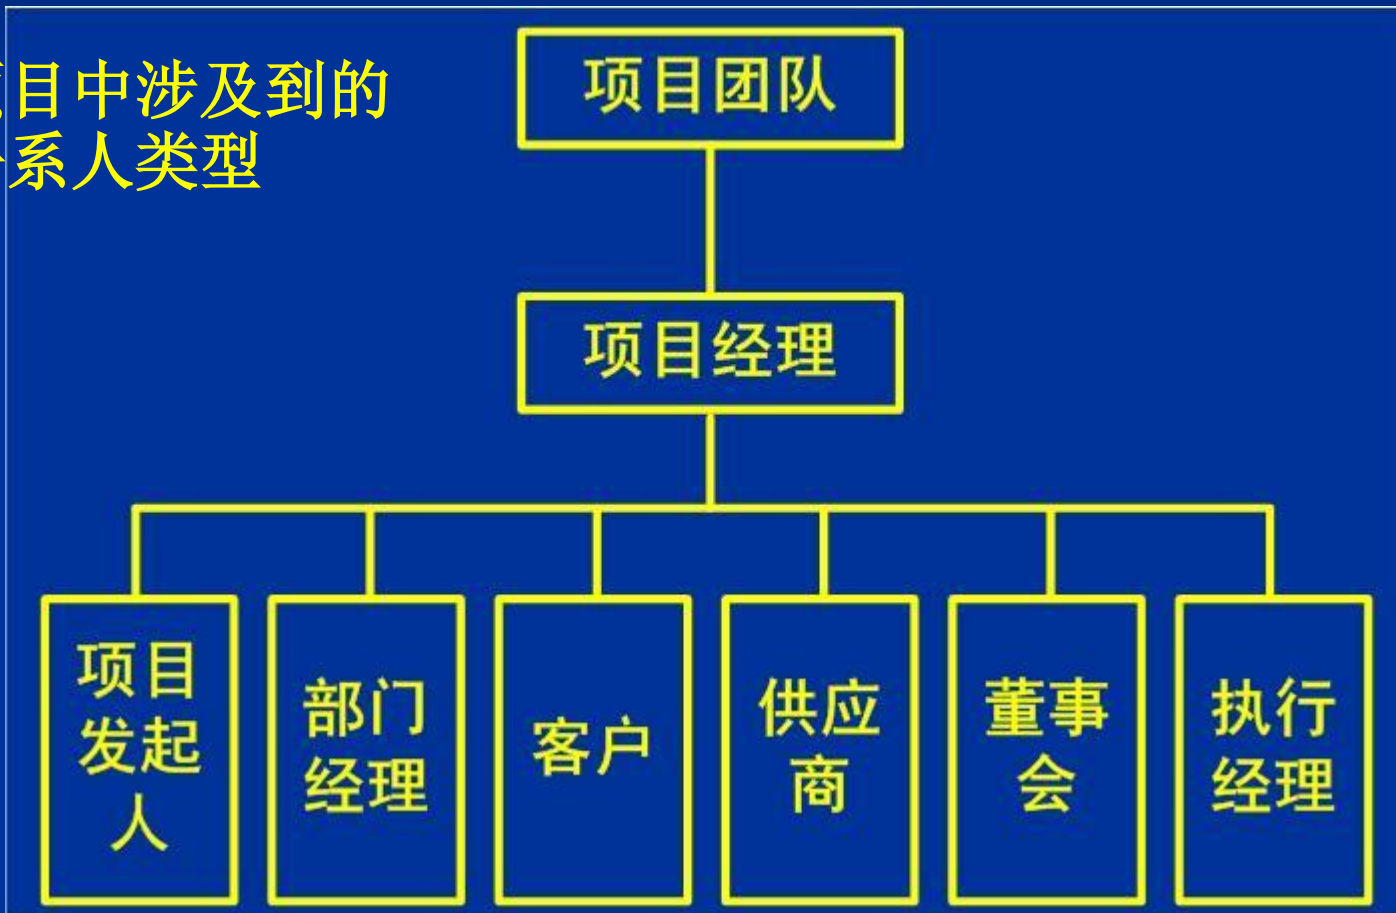 目中涉及到的
系人类型
项目团队
项目经理
项目
发起
人
部门
经理
客户
供应
商
董事
会
执行
经理